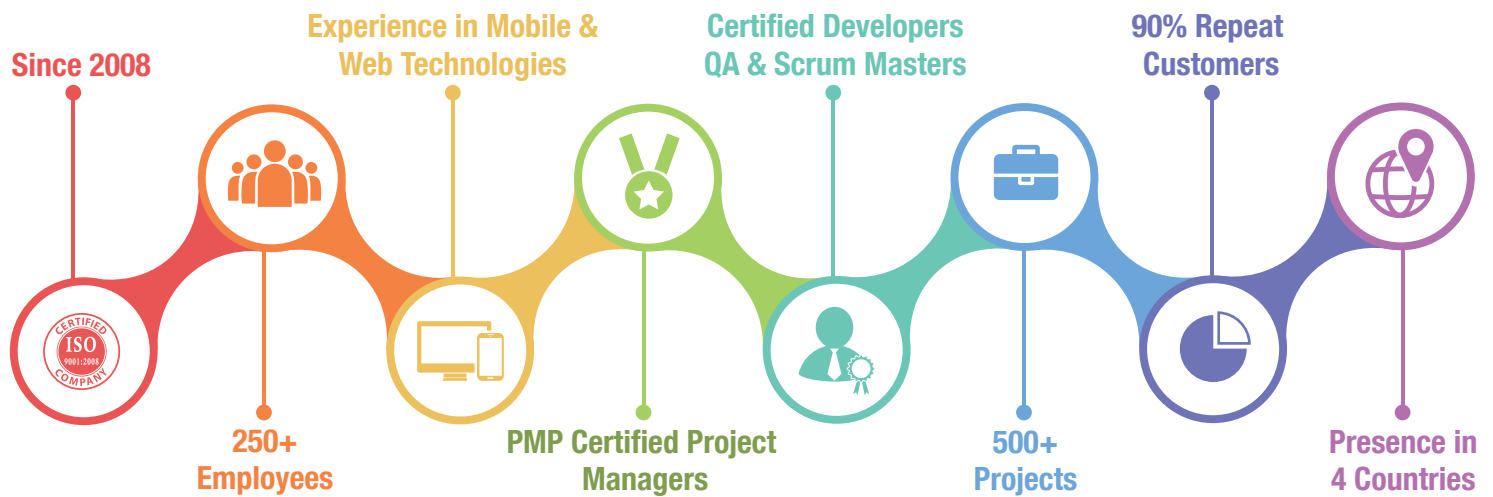 Since 2008
CERTIFIED
ISO
9001:2008
COMPANY
250+
Employees
Experience in Mobile &
Web Technologies
PMP Certified Project
Managers
Certified Developers
QA & Scrum Masters
500+
Projects
90% Repeat
Customers
Presence in
4 Countries